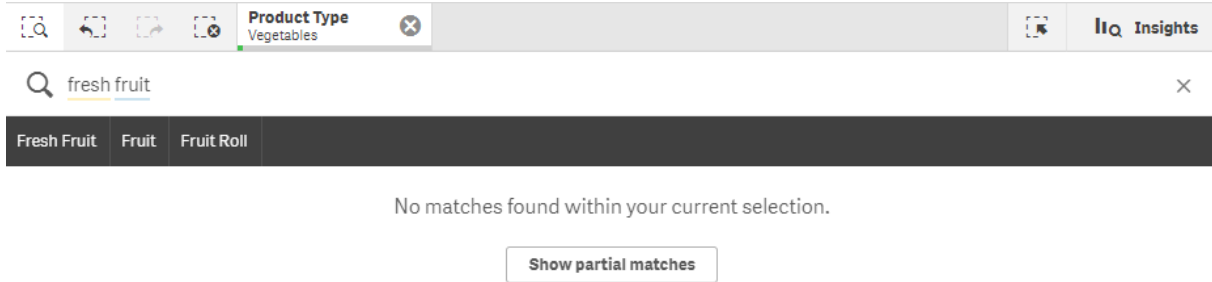 Product Type
Vegetables
Insights
fresh fruit
Fresh Fruit Fruit Fruit Roll
No matches found within your current selection.
Show partial matches